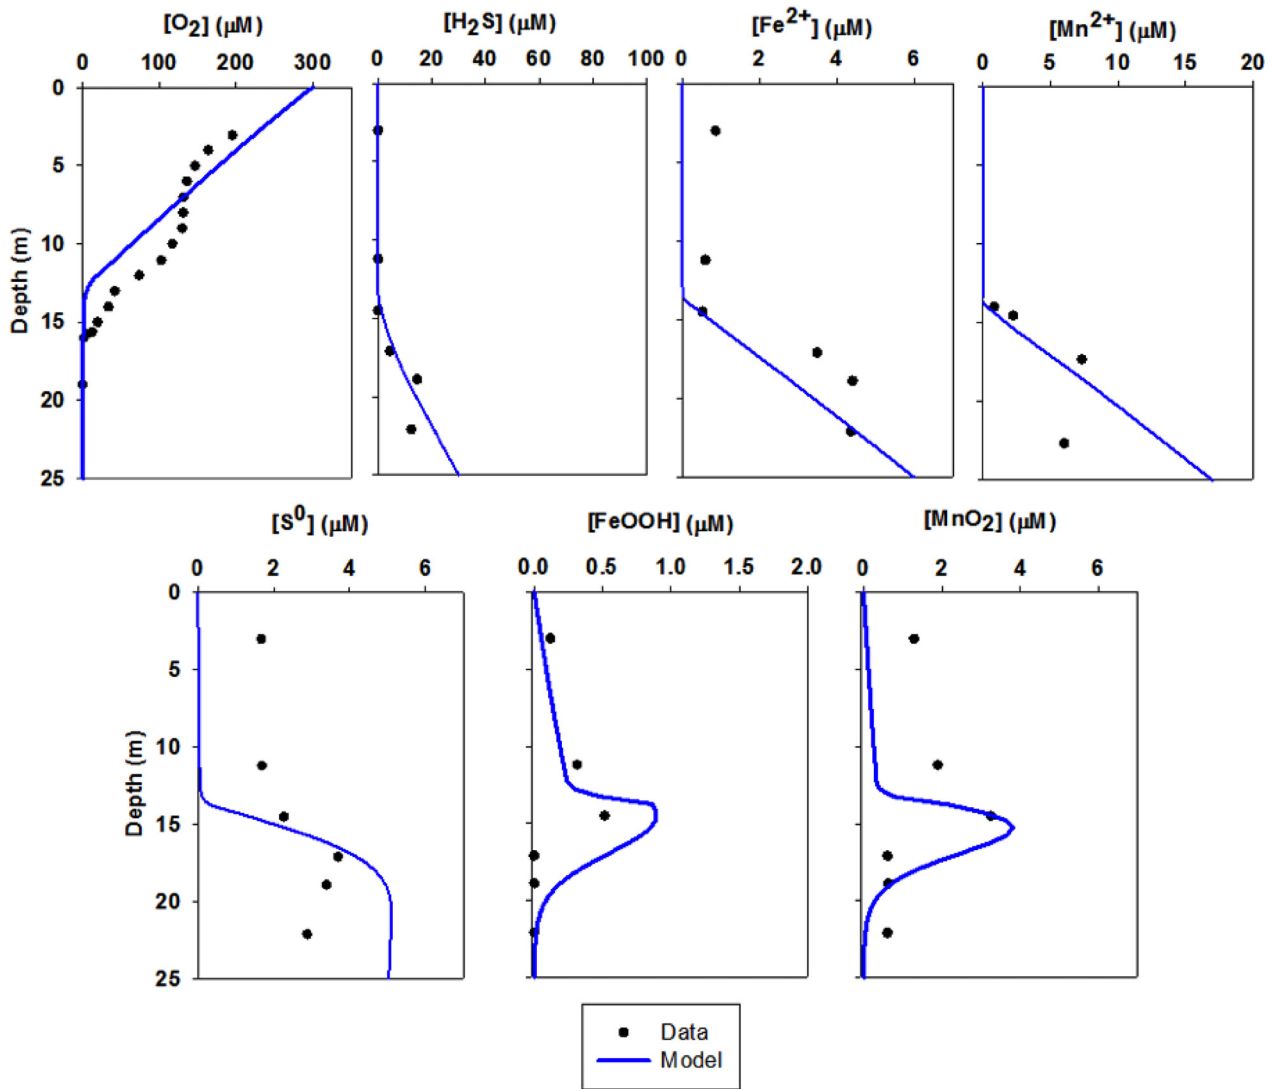 [O2] (μM) [H2S] (μM) [Fe2+] (μM) [Mn2+] (μM)
0 100 200 300 0 20 40 60 80 100 0 2 4 6 0 5 10 15 20
0
5
10
15
20
25
Depth (m)
[S0] (μM) [FeOOH] (μM) [MnO2] (μM)
0 2 4 6 0.0 0.5 1.0 1.5 2.0 0 2 4 6
0
5
10
15
20
25
Depth (m)
Data
Model